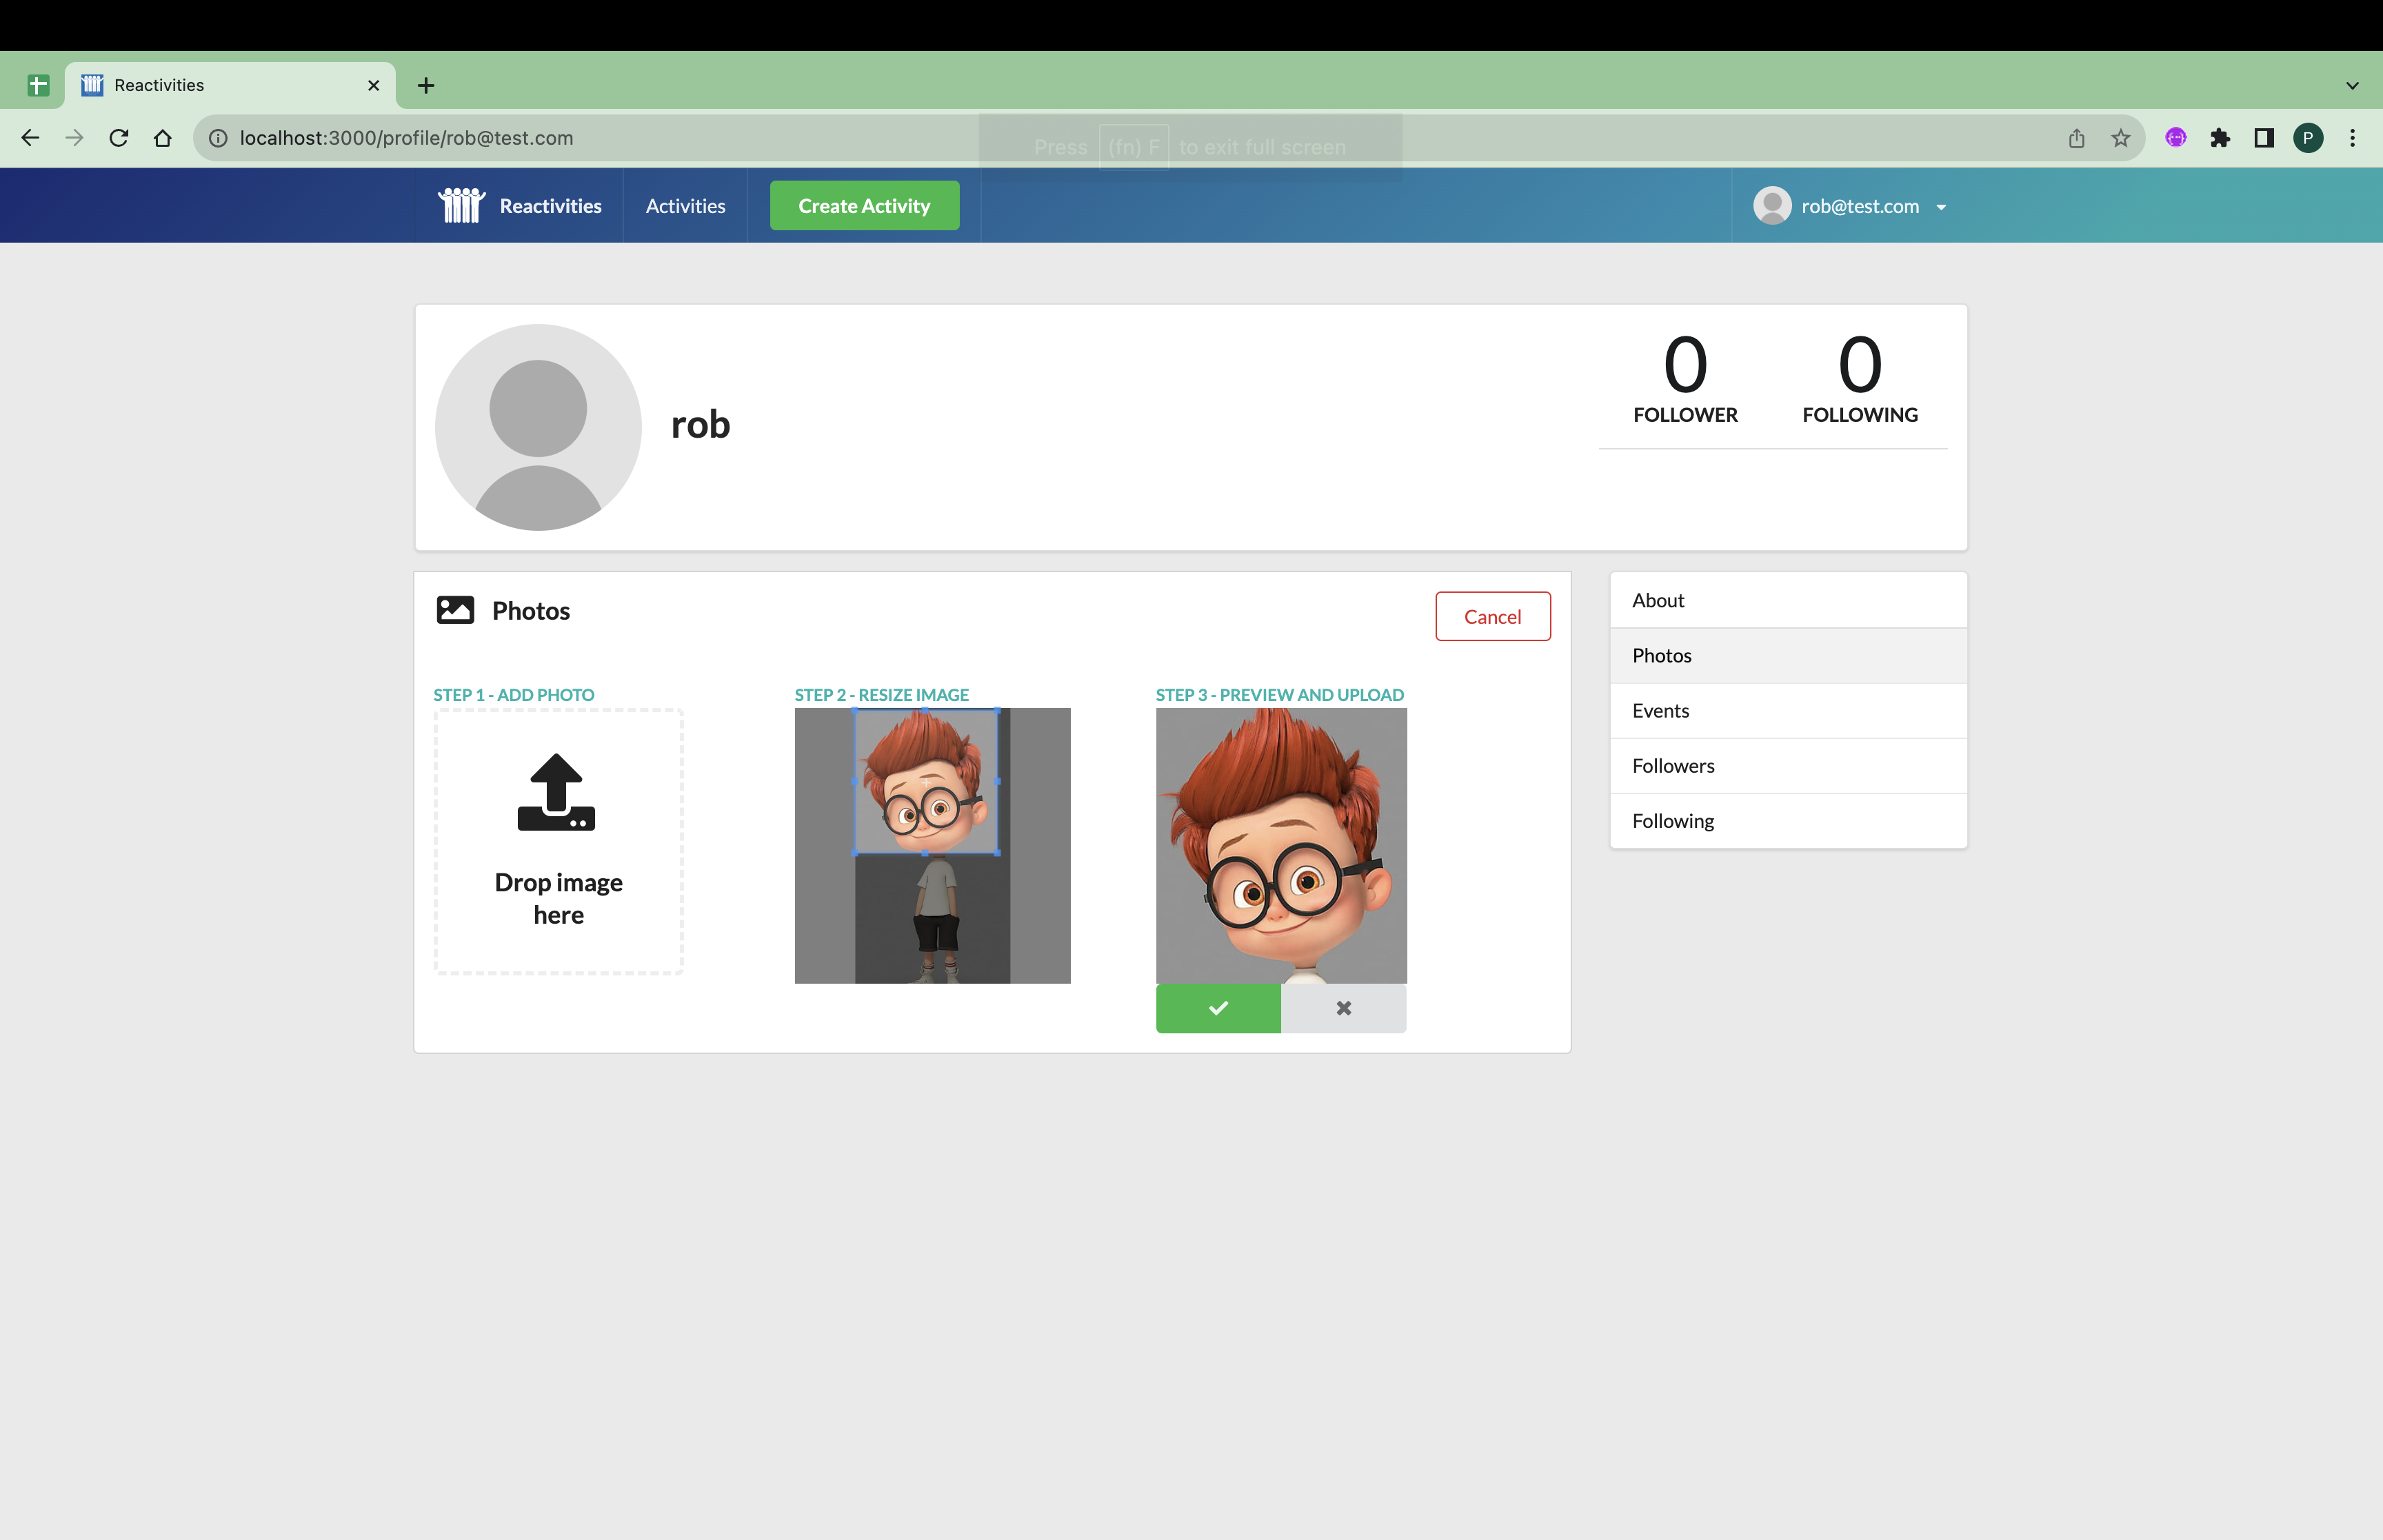 Reactivities
localhost:3000/profile/rob@test.com
P
Press (fn) F to exit full screen
Reactivities
Activities
Create Activity
rob@test.com
rob
0
FOLLOWER
0
FOLLOWING
Photos
Cancel
STEP 1 - ADD PHOTO
Drop image
here
STEP 2 - RESIZE IMAGE
STEP 3 - PREVIEW AND UPLOAD
About
Photos
Events
Followers
Following